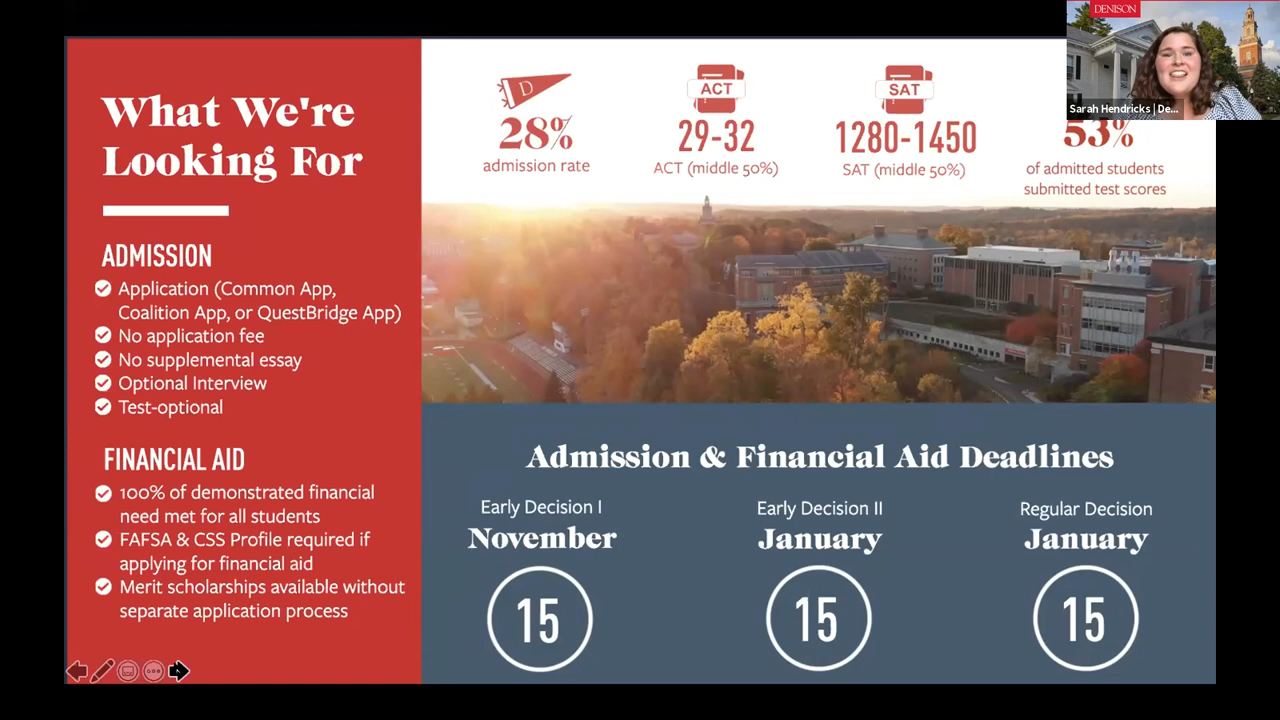 DENISON
Sarah Hendricks | De...
What We're
Looking For
ADMISSION
Application (Common App,
Coalition App, or QuestBridge App)
No application fee
No supplemental essay
Optional Interview
Test-optional
FINANCIAL AID
100% of demonstrated financial
need met for all students
FAFSA & CSS Profile required if
applying for financial aid
Merit scholarships available without
separate application process
D
28%
admission rate
ACT
29-32
ACT (middle 50%)
SAT
1280-1450
SAT (middle 50%)
53%
of admitted students
submitted test scores
Admission & Financial Aid Deadlines
Early Decision I
November
15
Early Decision II
January
15
Regular Decision
January
15